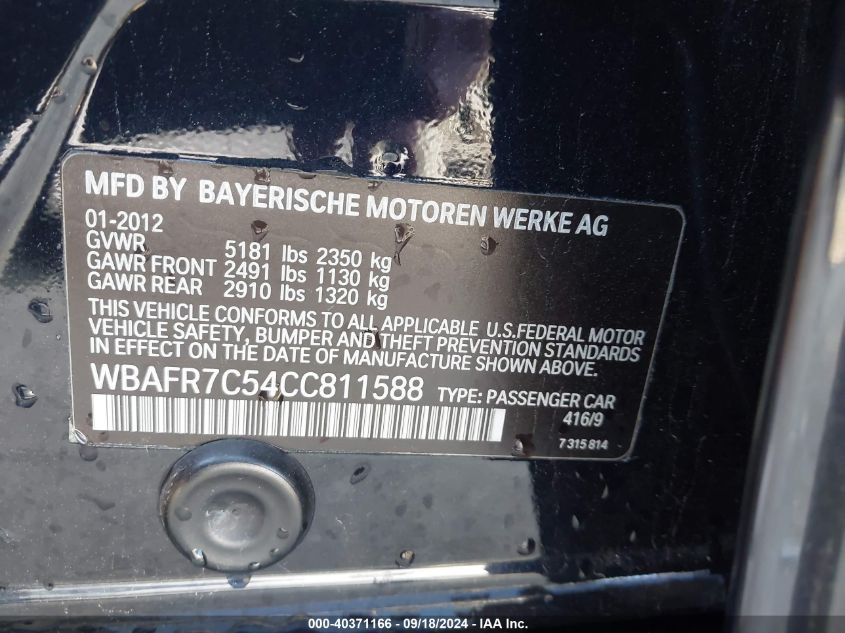 MFD BY BAYERISCHE MOTOREN WERKE AG
01-2012
GVWR 5181 lbs 2350 kg
GAWR FRONT 2491 lbs 1130 kg
GAWR REAR 2910 lbs 1320 kg
THIS VEHICLE CONFORMS TO ALL APPLICABLE U.S.FEDERAL MOTOR
VEHICLE SAFETY, BUMPER AND THEFT PREVENTION STANDARDS
IN EFFECT ON THE DATE OF MANUFACTURE SHOWN ABOVE.
WBAFR7C54CC811588 TYPE: PASSENGER CAR
416/9
7 315 814
000-40371166 - 09/18/2024 - IAA Inc.